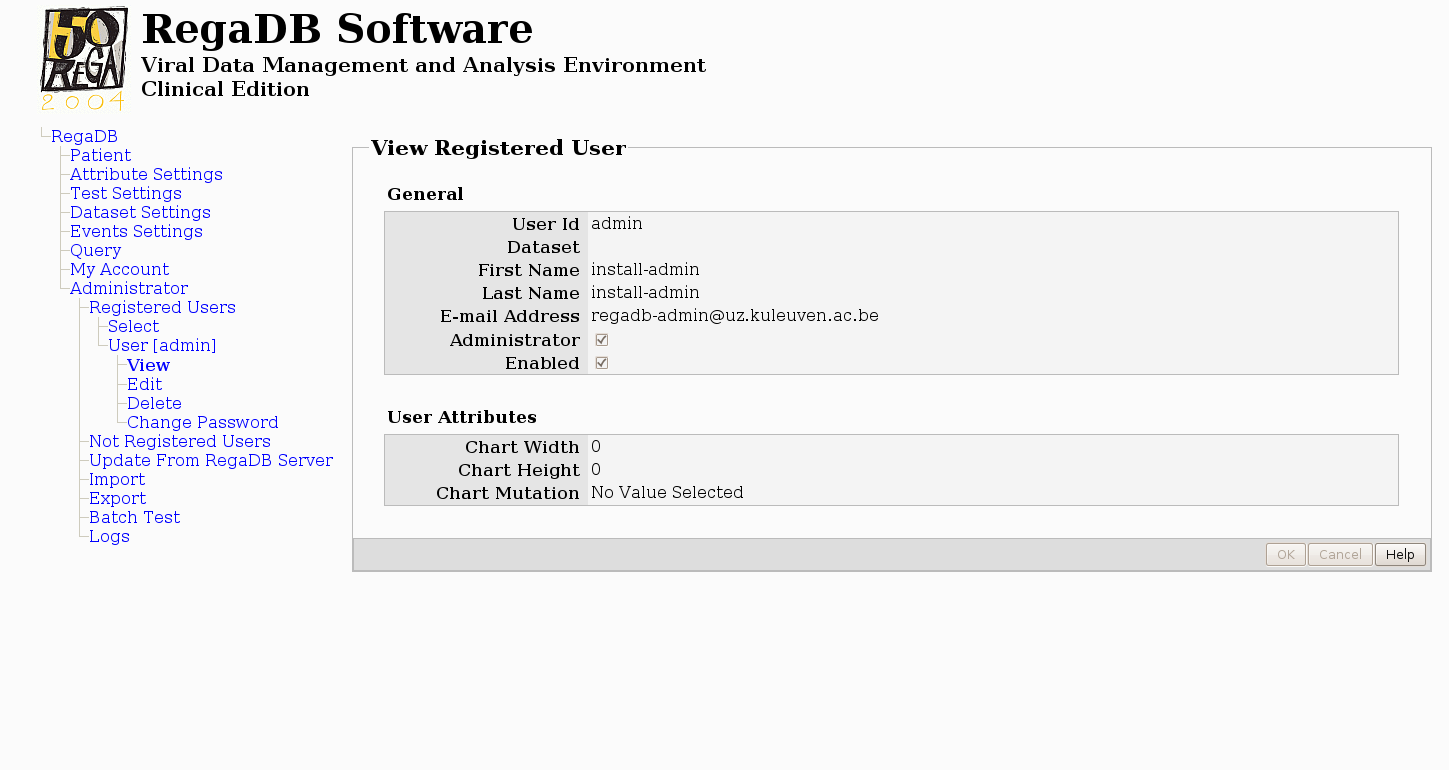 50
REGA
2004
RegaDB Software
Viral Data Management and Analysis Environment
Clinical Edition
RegaDB
Patient
Attribute Settings
Test Settings
Dataset Settings
Events Settings
Query
My Account
Administrator
Registered Users
Select
User [admin]
View
Edit
Delete
Change Password
Not Registered Users
Update From RegaDB Server
Import
Export
Batch Test
Logs
View Registered User
General
User Id admin
Dataset
First Name install-admin
Last Name install-admin
E-mail Address regadb-admin@uz.kuleuven.ac.be
Administrator
Enabled
User Attributes
Chart Width 0
Chart Height 0
Chart Mutation No Value Selected
OK Cancel Help